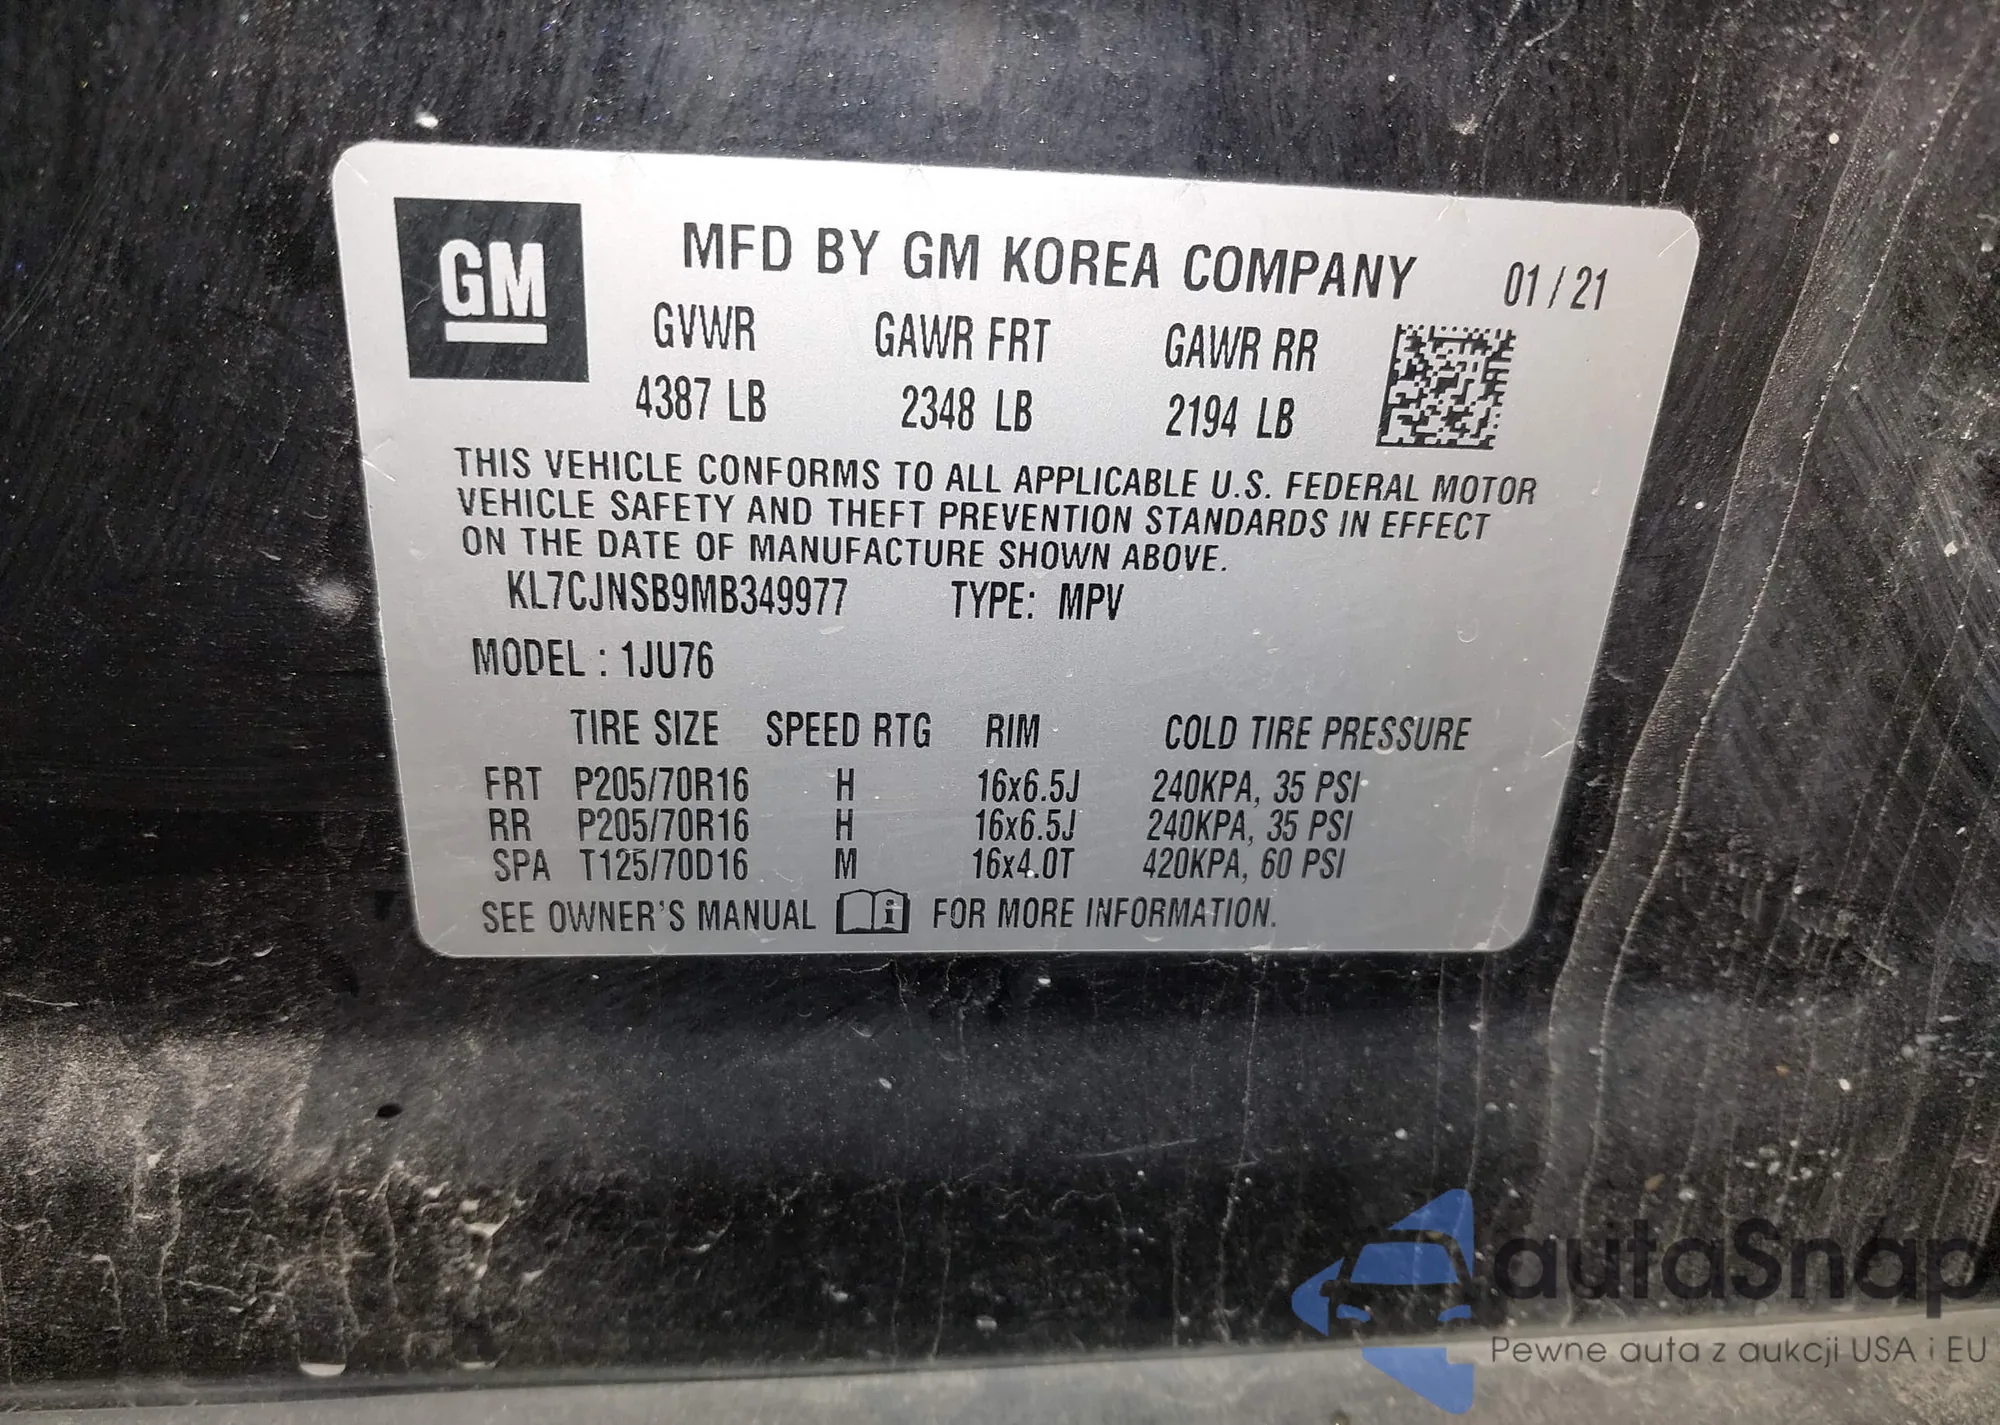 GM
MFD BY GM KOREA COMPANY 01 / 21
GVWR GAWR FRT GAWR RR
4387 LB 2348 LB 2194 LB
THIS VEHICLE CONFORMS TO ALL APPLICABLE U.S. FEDERAL MOTOR
VEHICLE SAFETY AND THEFT PREVENTION STANDARDS IN EFFECT
ON THE DATE OF MANUFACTURE SHOWN ABOVE.
KL7CJNSB9MB349977 TYPE: MPV
MODEL : 1JU76
TIRE SIZE SPEED RTG RIM COLD TIRE PRESSURE
FRT P205/70R16 H 16x6.5J 240KPA, 35 PSI
RR P205/70R16 H 16x6.5J 240KPA, 35 PSI
SPA T125/70D16 M 16x4.0T 420KPA, 60 PSI
SEE OWNER'S MANUAL i FOR MORE INFORMATION.
autaSnap
Pewne auta z aukcji USA i EU